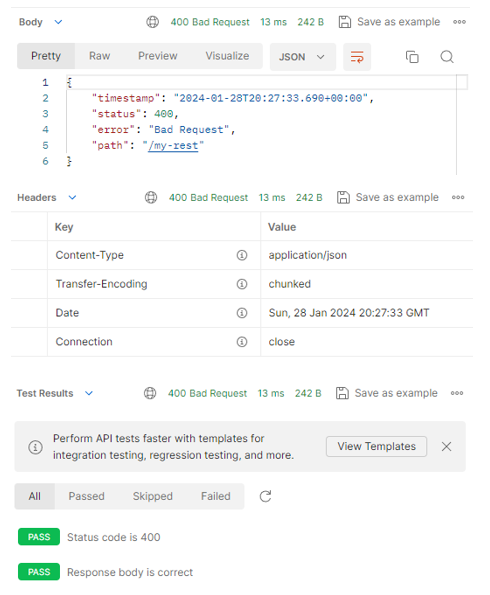 Body 400 Bad Request 13 ms 242 B Save as example
Pretty Raw Preview Visualize JSON
1 {
2 "timestamp": "2024-01-28T20:27:33.690+00:00",
3 "status": 400,
4 "error": "Bad Request",
5 "path": "/my-rest"
6 }
Headers 400 Bad Request 13 ms 242 B Save as example
Key Value
Content-Type application/json
Transfer-Encoding chunked
Date Sun, 28 Jan 2024 20:27:33 GMT
Connection close
Test Results 400 Bad Request 13 ms 242 B Save as example
Perform API tests faster with templates for
integration testing, regression testing, and more.
View Templates
All Passed Skipped Failed
PASS Status code is 400
PASS Response body is correct